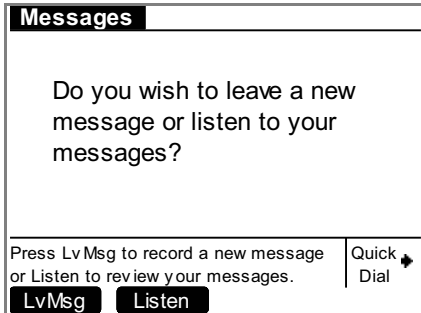 Messages
Do you wish to leave a new
message or listen to your
messages?
Press LvMsg to record a new message
or Listen to review your messages.
Quick
Dial
LvMsg Listen